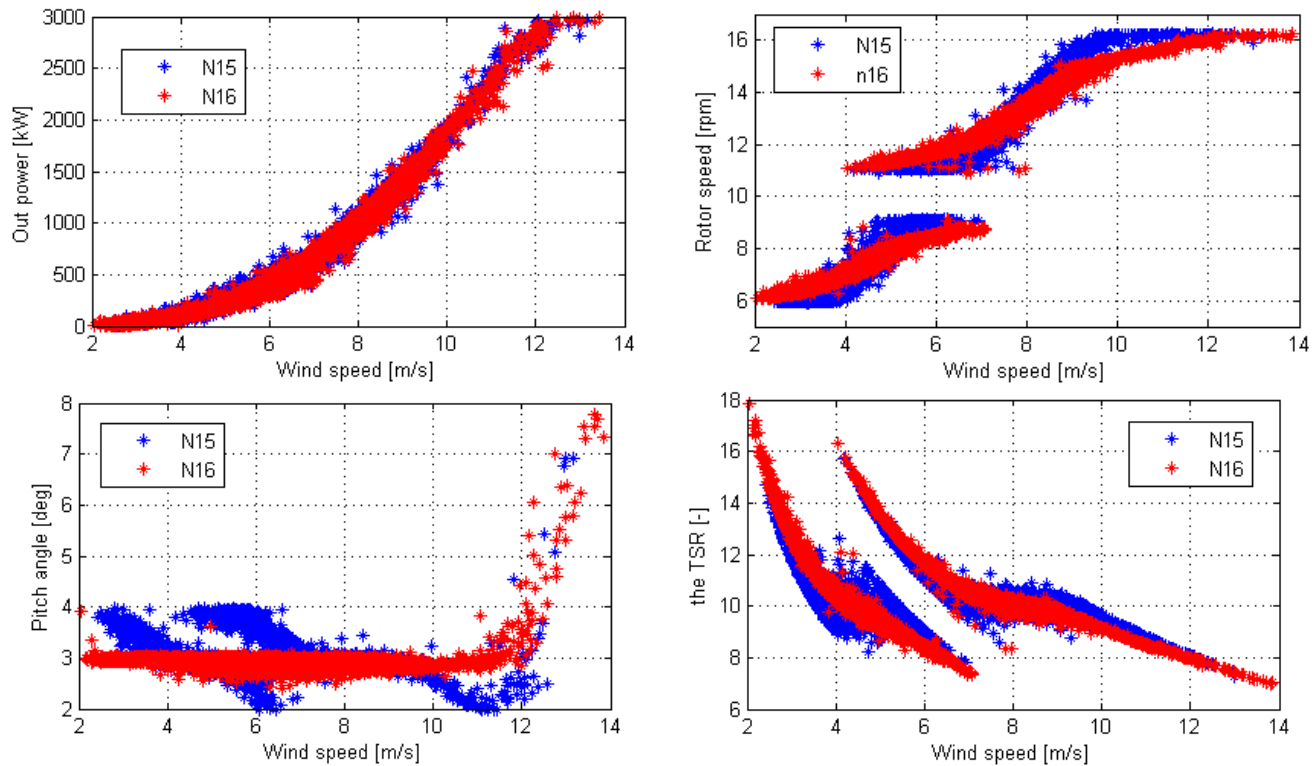 3000
2500
2000
1500
1000
500
0
Out power [kW]
N15
N16
2 4 6 8 10 12 14
Wind speed [m/s]
16
14
12
10
8
6
Rotor speed [rpm]
N15
n16
2 4 6 8 10 12 14
Wind speed [m/s]
8
7
6
5
4
3
2
Pitch angle [deg]
N15
N16
2 4 6 8 10 12 14
Wind speed [m/s]
18
16
14
12
10
8
6
the TSR [-]
N15
N16
2 4 6 8 10 12 14
Wind speed [m/s]